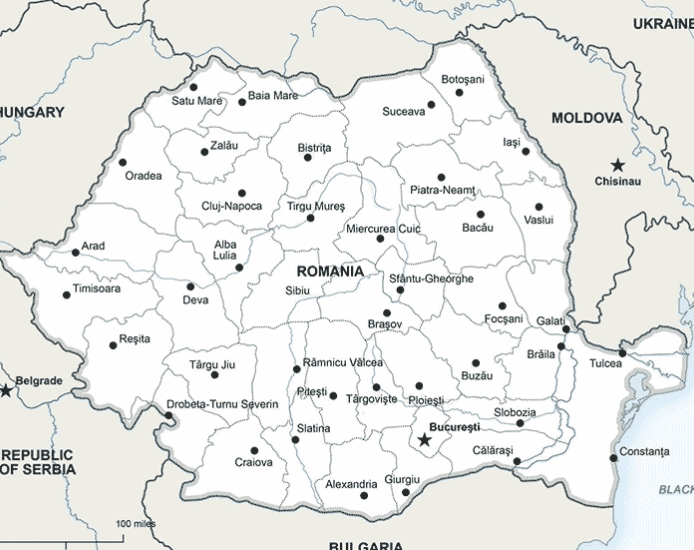 UKRAINE
Botoşani
Satu Mare
Baia Mare
Suceava
HUNGARY
MOLDOVA
Zalău
Bistriţa
Iaşi
Oradea
Chisinau
Piatra-Neamţ
Cluj-Napoca
Tirgu Mureş
Vaslui
Miercurea Cuic
Bacău
Arad
Alba
Lulia
ROMANIA
Sfântu-Gheorghe
Timisoara
Deva
Sibiu
Focşani
Braşov
Galati
Reşita
Brăila
Târgu Jiu
Râmnicu Vâlcea
Tulcea
Buzău
Belgrade
Piteşti
Târgovişte
Ploieşti
Drobeta-Turnu Severin
Slobozia
Slatina
Bucureşti
REPUBLIC
OF SERBIA
Craiova
Călăraşi
Constanţa
Alexandria
Giurgiu
BLACK
100 miles
BULGARIA